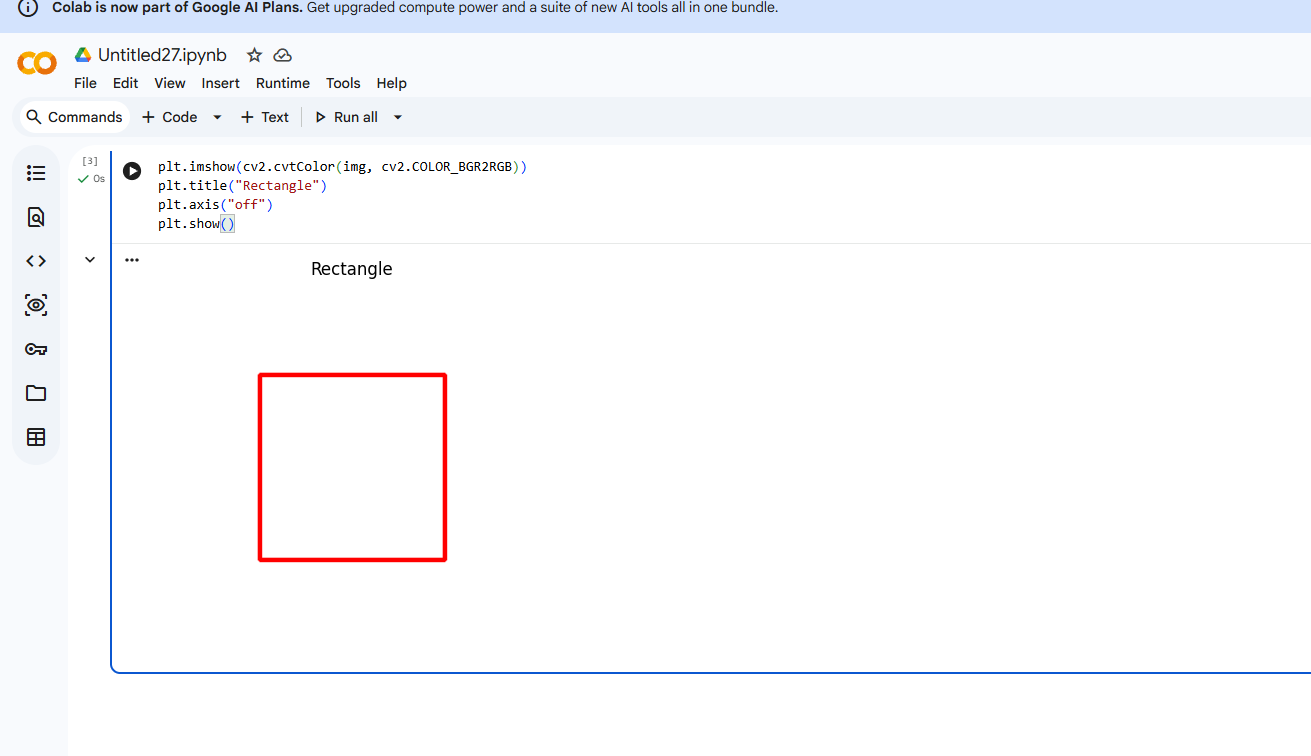 Colab is now part of Google AI Plans. Get upgraded compute power and a suite of new AI tools all in one bundle.
Untitled27.ipynb
File Edit View Insert Runtime Tools Help
Commands + Code + Text Run all
[3]
0s
plt.imshow(cv2.cvtColor(img, cv2.COLOR_BGR2RGB))
plt.title("Rectangle")
plt.axis("off")
plt.show()
Rectangle